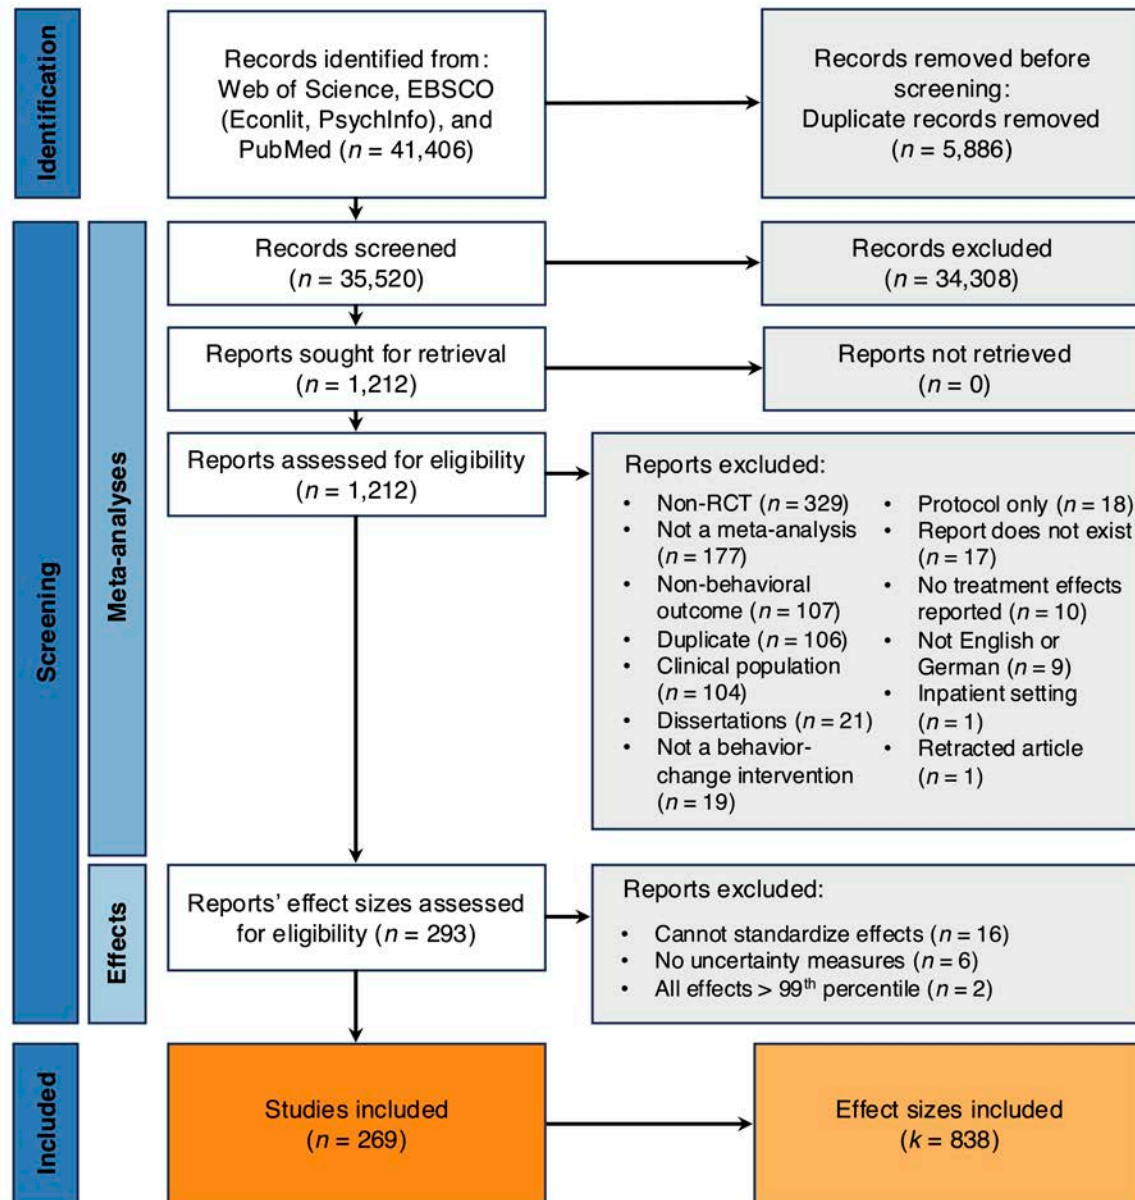 Identification
Records identified from:
Web of Science, EBSCO
(Econlit, PsychInfo), and
PubMed (n = 41,406)
Records removed before
screening:
Duplicate records removed
(n = 5,886)
Screening
Meta-analyses
Records screened
(n = 35,520)
Records excluded
(n = 34,308)
Reports sought for retrieval
(n = 1,212)
Reports not retrieved
(n = 0)
Reports assessed for eligibility
(n = 1,212)
Reports excluded:
• Non-RCT (n = 329)
• Not a meta-analysis
(n = 177)
• Non-behavioral
outcome (n = 107)
• Duplicate (n = 106)
• Clinical population
(n = 104)
• Dissertations (n = 21)
• Not a behavior-
change intervention
(n = 19)
• Protocol only (n = 18)
• Report does not exist
(n = 17)
• No treatment effects
reported (n = 10)
• Not English or
German (n = 9)
• Inpatient setting
(n = 1)
• Retracted article
(n = 1)
Effects
Reports' effect sizes assessed
for eligibility (n = 293)
Reports excluded:
• Cannot standardize effects (n = 16)
• No uncertainty measures (n = 6)
• All effects > 99th percentile (n = 2)
Included
Studies included
(n = 269)
Effect sizes included
(k = 838)